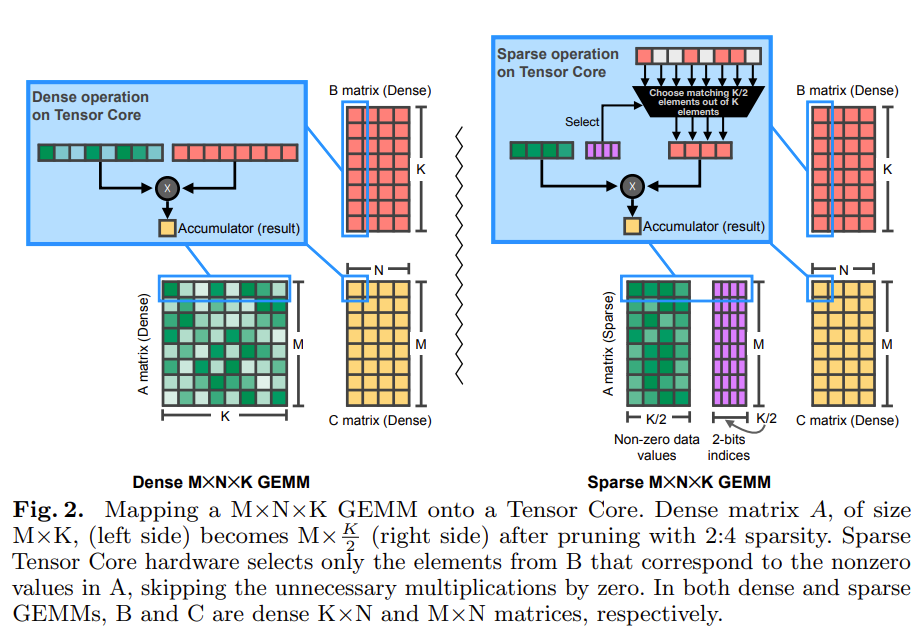 Dense operation
on Tensor Core
B matrix (Dense)
K
X
Accumulator (result)
N
A matrix (Dense)
M
M
K
C matrix (Dense)
Dense M×N×K GEMM
Sparse operation
on Tensor Core
Choose matching K/2
elements out of K
elements
Select
B matrix (Dense)
K
X
Accumulator (result)
N
A matrix (Sparse)
M
M
K/2
K/2
Non-zero data
values
2-bits
indices
C matrix (Dense)
Sparse M×N×K GEMM
Fig. 2. Mapping a M×N×K GEMM onto a Tensor Core. Dense matrix A, of size
M×K, (left side) becomes M×K/2 (right side) after pruning with 2:4 sparsity. Sparse
Tensor Core hardware selects only the elements from B that correspond to the nonzero
values in A, skipping the unnecessary multiplications by zero. In both dense and sparse
GEMMs, B and C are dense K×N and M×N matrices, respectively.